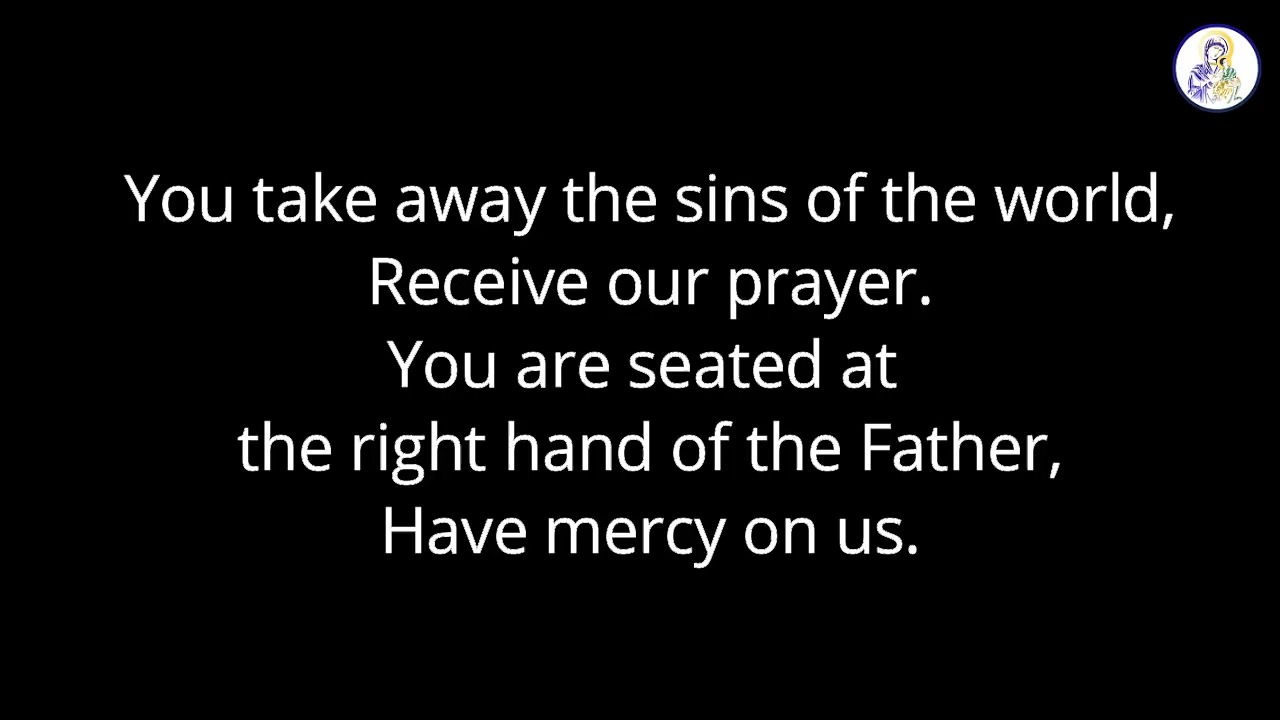 You take away the sins of the world,
Receive our prayer.
You are seated at
the right hand of the Father,
Have mercy on us.